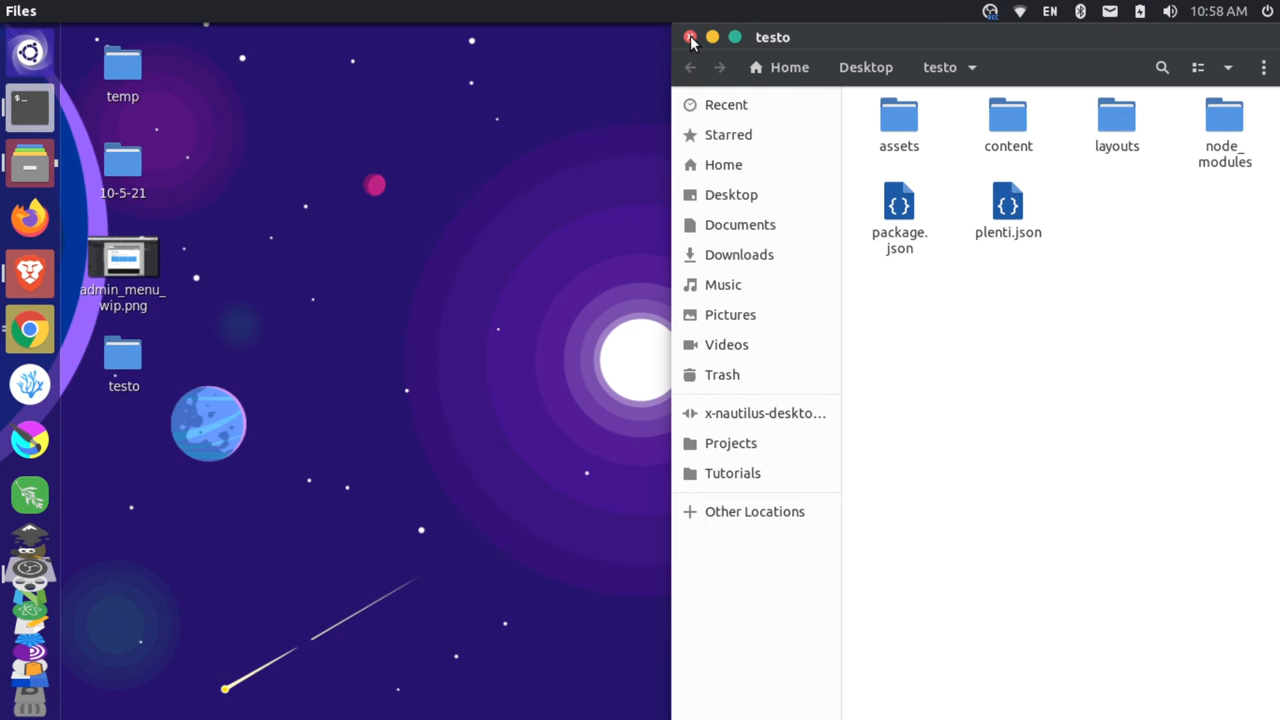 Files
EN
10:58 AM
temp
10-5-21
admin_menu_
wip.png
testo
testo
Home
Desktop
testo
Recent
Starred
Home
Desktop
Documents
Downloads
Music
Pictures
Videos
Trash
x-nautilus-deskto…
Projects
Tutorials
Other Locations
assets
content
layouts
node_
modules
package.
json
plenti.json